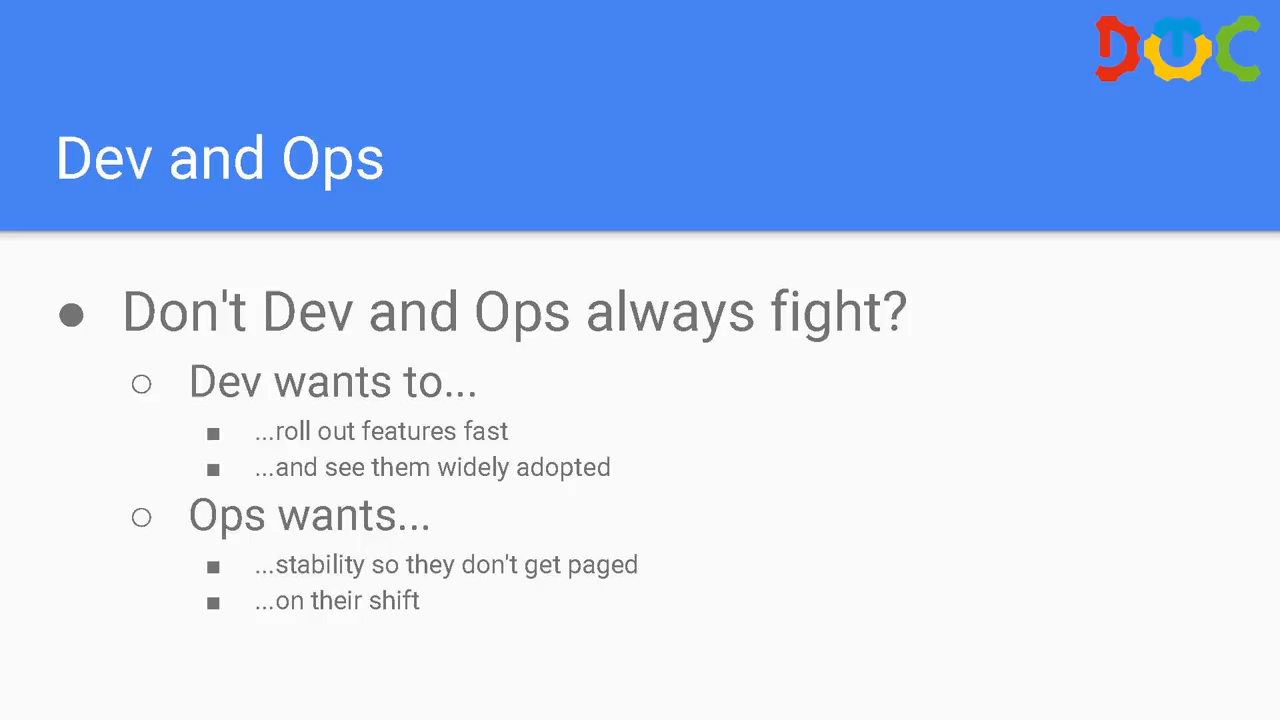 DTUC
Dev and Ops
● Don't Dev and Ops always fight?
○ Dev wants to...
■ ...roll out features fast
■ ...and see them widely adopted
○ Ops wants...
■ ...stability so they don't get paged
■ ...on their shift